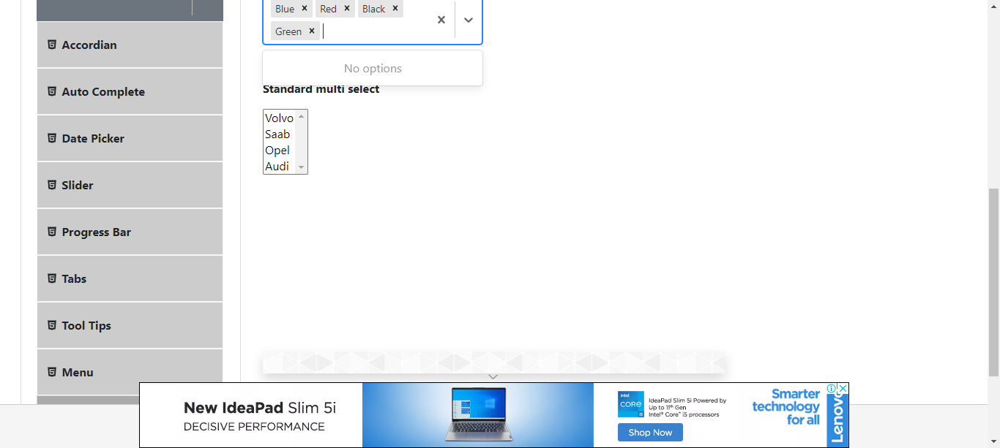 Blue Red Black
Green
No options
Standard multi select
Volvo
Saab
Opel
Audi
Accordian
Auto Complete
Date Picker
Slider
Progress Bar
Tabs
Tool Tips
Menu
New IdeaPad Slim 5i
DECISIVE PERFORMANCE
intel
CORE
i5
IdeaPad Slim 5i Powered by
Up to 11th Gen
Intel® Core™ i5 processors
Shop Now
Smarter
technology
for all
Lenovo